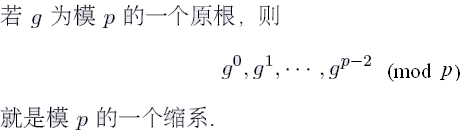 若 g 为模 p 的一个原根，则
g^0, g^1, ⋯, g^{p−2} (mod p)
就是模 p 的一个缩系.